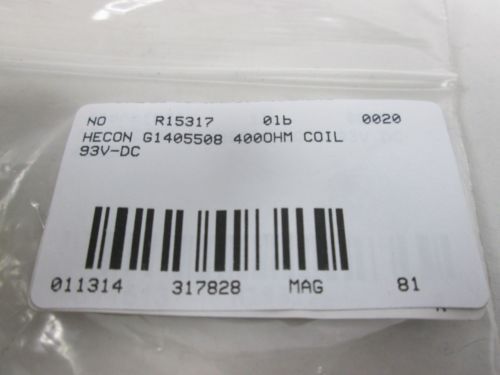 NO R15317 01b 0020
HECON G1405508 400OHM COIL
93V-DC
011314 317828 MAG 81